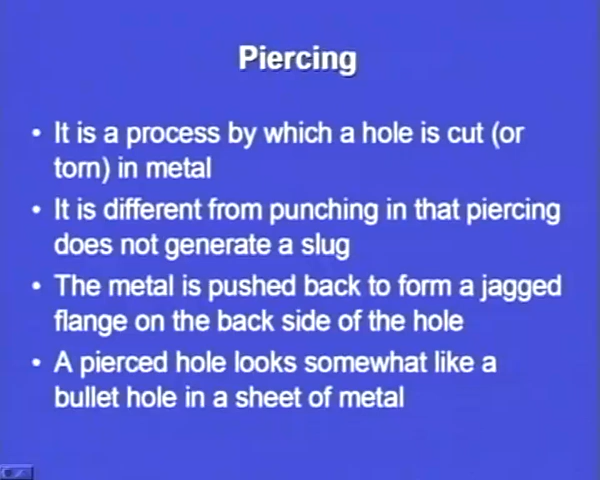 Piercing
• It is a process by which a hole is cut (or
torn) in metal
• It is different from punching in that piercing
does not generate a slug
• The metal is pushed back to form a jagged
flange on the back side of the hole
• A pierced hole looks somewhat like a
bullet hole in a sheet of metal